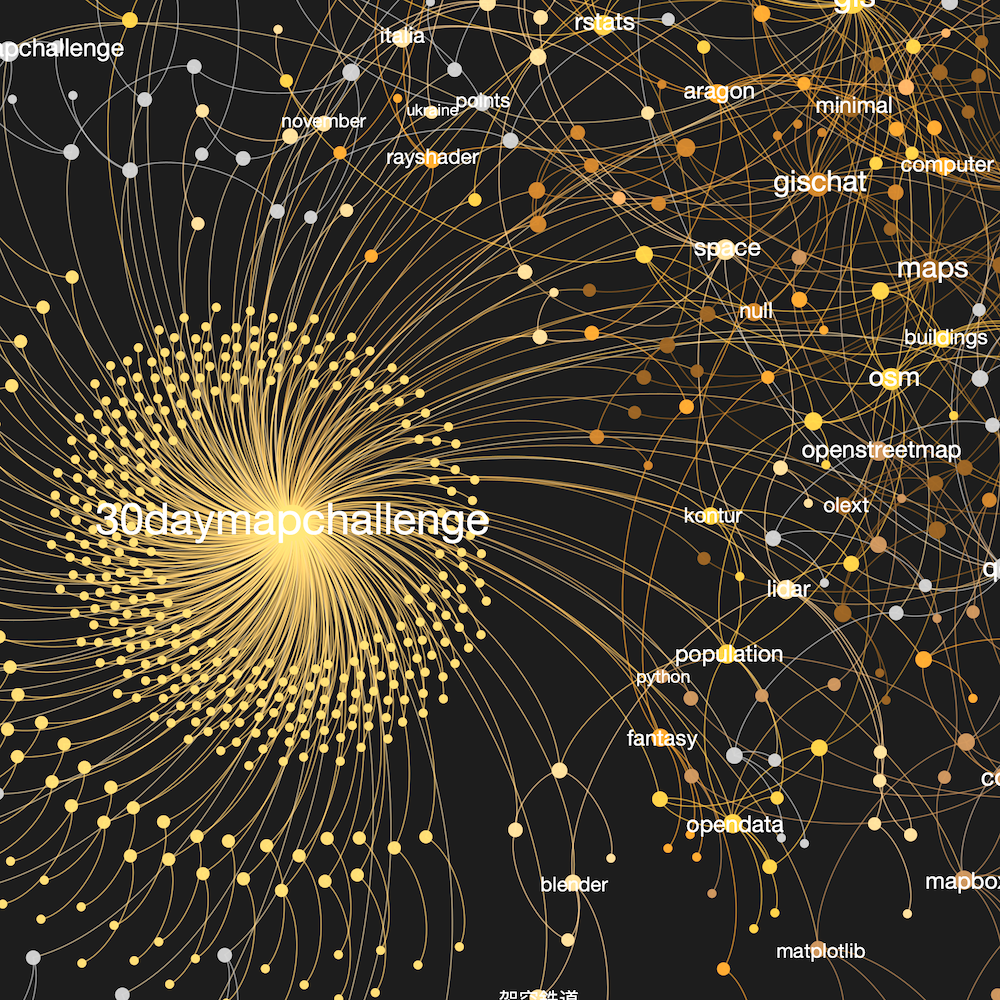 gis
rstats
italia
apchallenge
aragon
points
minimal
ukraine
november
rayshader
computer
gischat
space
maps
null
buildings
osm
openstreetmap
olext
kontur
30daymapchallenge
q
lidar
population
python
fantasy
co
opendata
blender
mapbox
matplotlib
架空鉄道